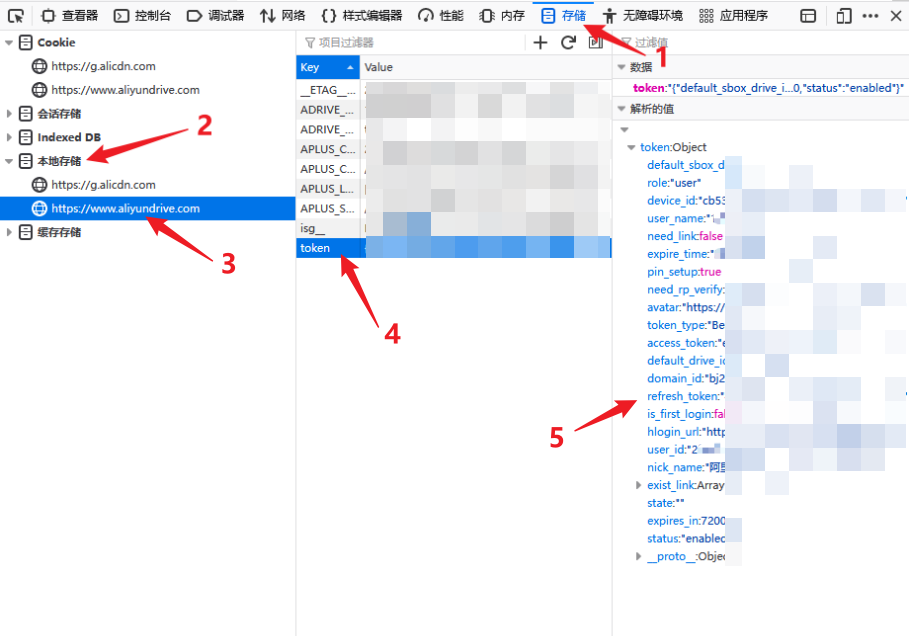 查看器 控制台 调试器 网络 样式编辑器 性能 内存 存储 无障碍环境 应用程序
Cookie
https://g.alicdn.com
https://www.aliyundrive.com
会话存储
Indexed DB
本地存储
https://g.alicdn.com
https://www.aliyundrive.com
缓存存储
项目过滤器
Key Value
__ETAG__...
ADRIVE_...
ADRIVE_...
APLUS_C...
APLUS_C...
APLUS_L...
APLUS_S...
isg__
token
过滤值
数据
token:"{"default_sbox_drive_i...0,"status":"enabled"}"
解析的值
token:Object
default_sbox_d
role:"user"
device_id:"cb53
user_name:"
need_link:false
expire_time:"
pin_setup:true
need_rp_verify:
avatar:"https://
token_type:"Be
access_token:"e
default_drive_id
domain_id:"bj2
refresh_token:"
is_first_login:fal
hlogin_url:"http
user_id:"2
nick_name:"阿里
exist_link:Array
state:""
expires_in:7200
status:"enabled
__proto__:Objec
1
2
3
4
5